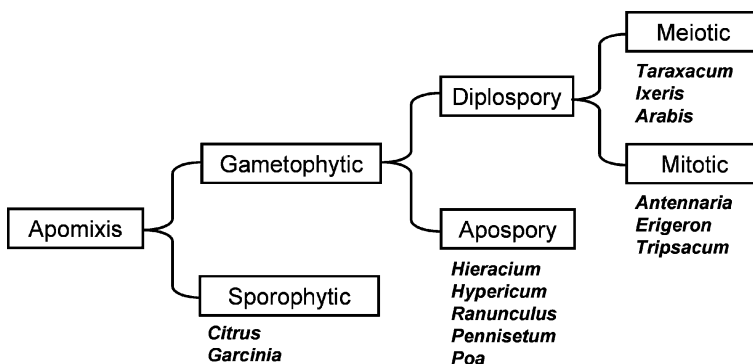 Apomixis
Gametophytic
Sporophytic
Citrus
Garcinia
Diplospory
Apospory
Hieracium
Hypericum
Ranunculus
Pennisetum
Poa
Meiotic
Taraxacum
Ixeris
Arabis
Mitotic
Antennaria
Erigeron
Tripsacum